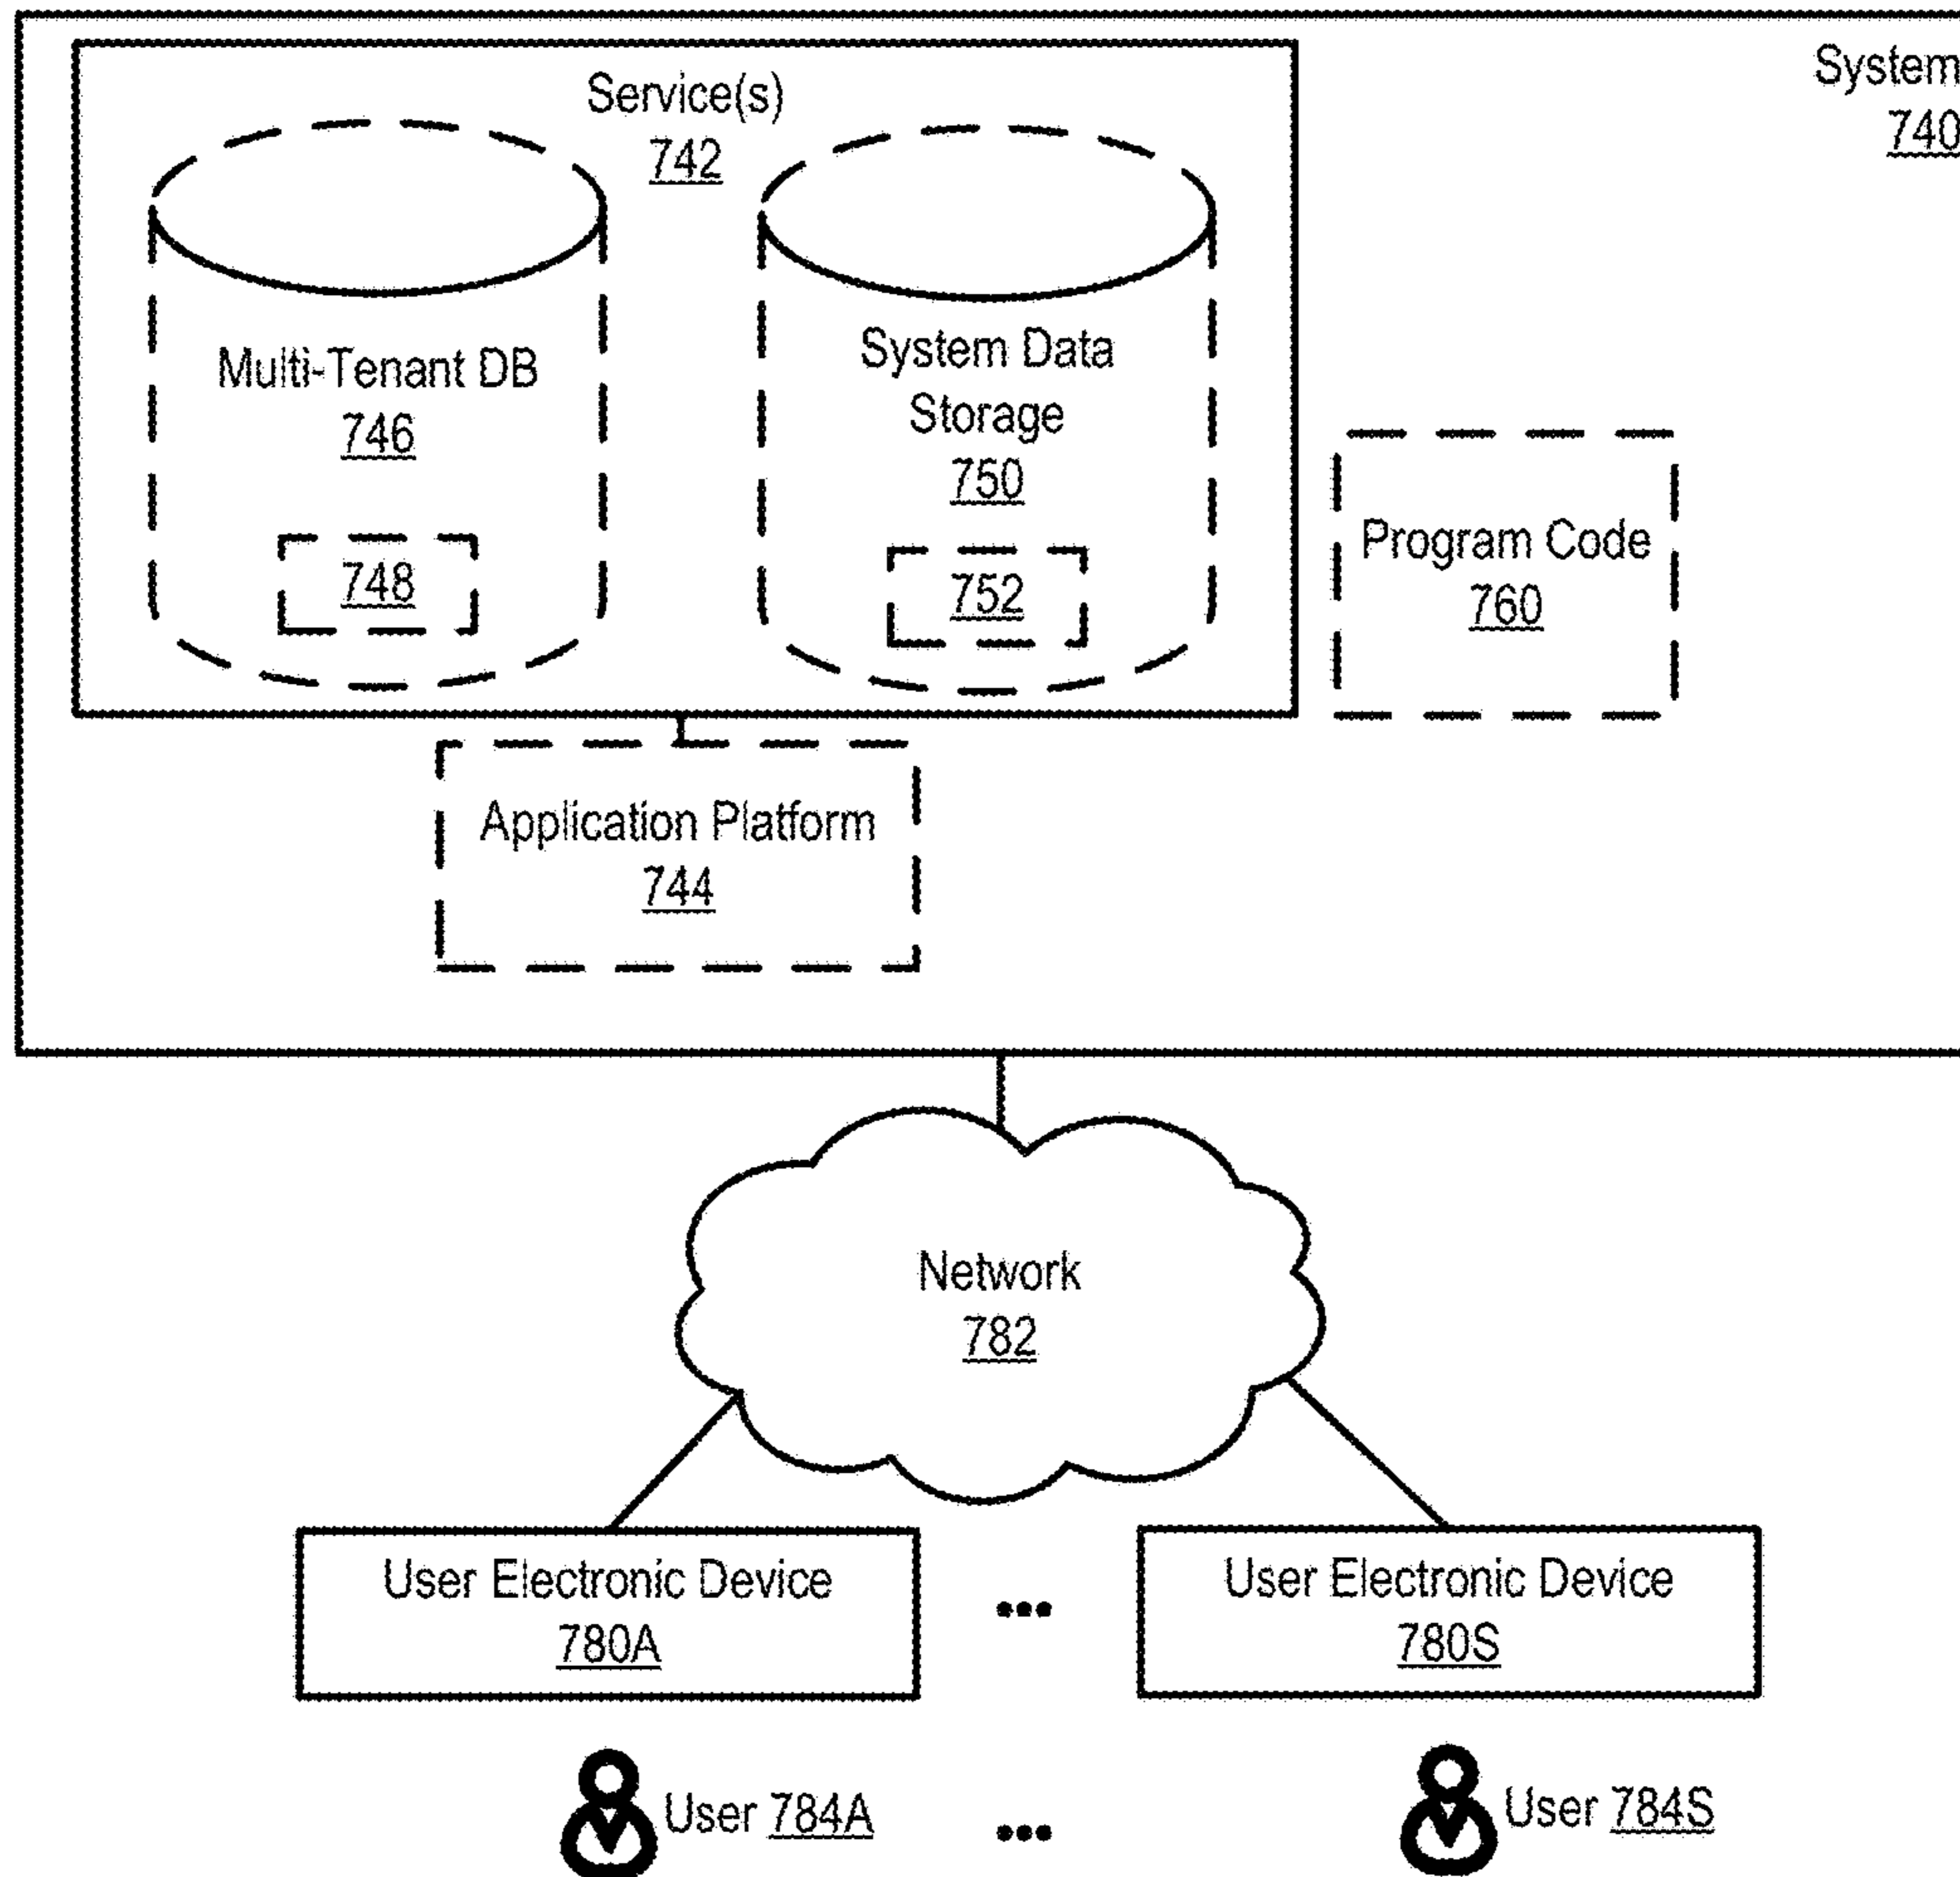 System
740
Service(s)
742
Multi-Tenant DB
746
748
System Data
Storage
750
752
Program Code
760
Application Platform
744
Network
782
User Electronic Device
780A
...
User Electronic Device
780S
User 784A
...
User 784S